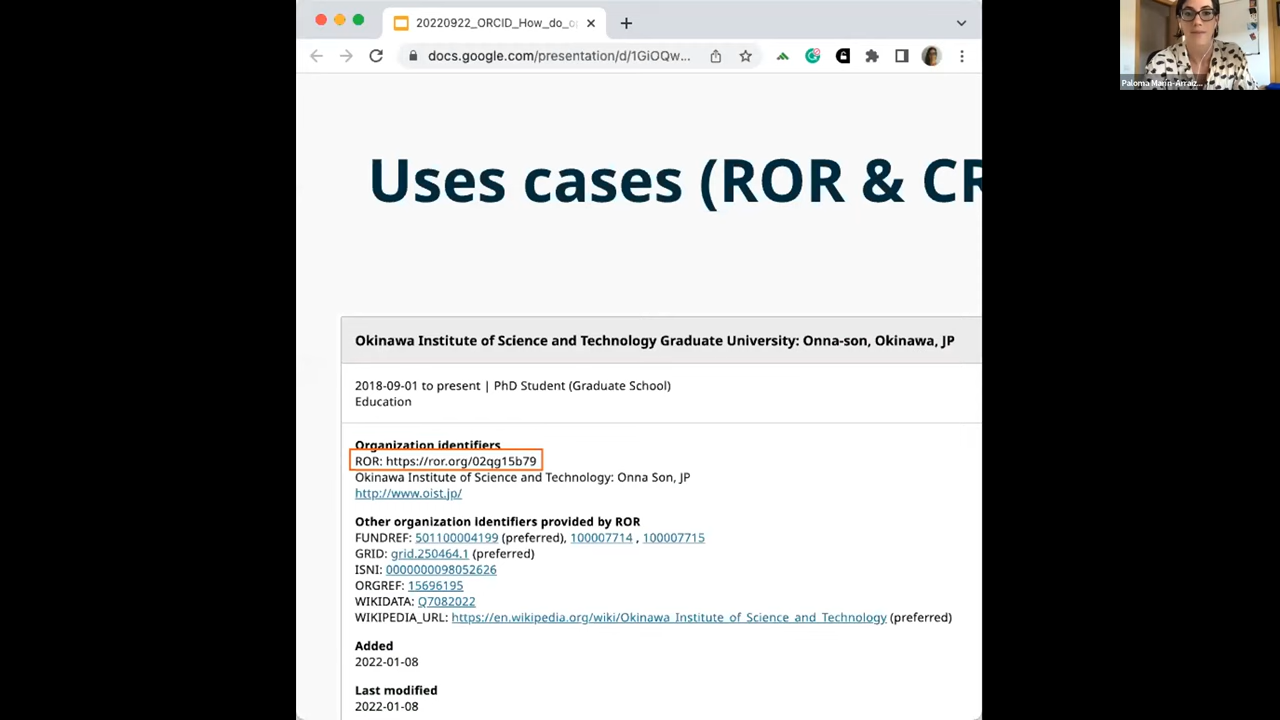 20220922_ORCID_How_do_op
docs.google.com/presentation/d/1GiOQw...
Paloma Marín-Arraiz...
Uses cases (ROR & CR
Okinawa Institute of Science and Technology Graduate University: Onna-son, Okinawa, JP
2018-09-01 to present | PhD Student (Graduate School)
Education
Organization identifiers
ROR: https://ror.org/02qg15b79
Okinawa Institute of Science and Technology: Onna Son, JP
http://www.oist.jp/
Other organization identifiers provided by ROR
FUNDREF: 501100004199 (preferred), 100007714 , 100007715
GRID: grid.250464.1 (preferred)
ISNI: 0000000098052626
ORGREF: 15696195
WIKIDATA: Q7082022
WIKIPEDIA_URL: https://en.wikipedia.org/wiki/Okinawa_Institute_of_Science_and_Technology (preferred)
Added
2022-01-08
Last modified
2022-01-08